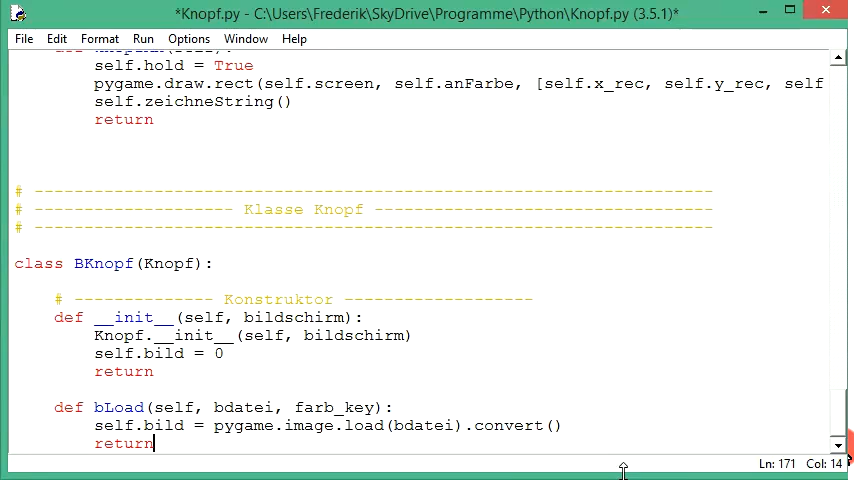 *Knopf.py - C:\Users\Frederik\SkyDrive\Programme\Python\Knopf.py (3.5.1)*
File Edit Format Run Options Window Help
self.hold = True
pygame.draw.rect(self.screen, self.anFarbe, [self.x_rec, self.y_rec, self
self.zeichneString()
return
# --------------------------------------------------------------------
# -------------------- Klasse Knopf ----------------------------------
# --------------------------------------------------------------------
class BKnopf(Knopf):
# -------------- Konstruktor -------------------
def __init__(self, bildschirm):
Knopf.__init__(self, bildschirm)
self.bild = 0
return
def bLoad(self, bdatei, farb_key):
self.bild = pygame.image.load(bdatei).convert()
return
Ln: 171 Col: 14